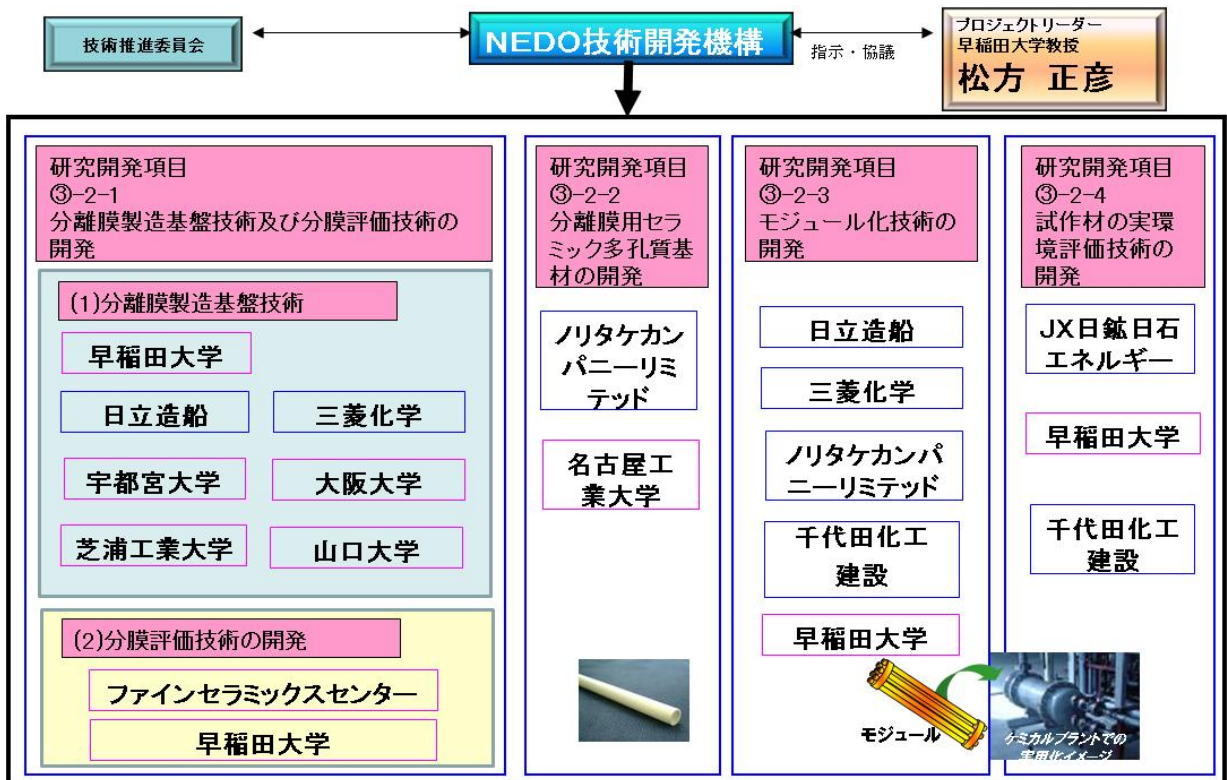 技術推進委員会
NEDO技術開発機構
指示・協議
プロジェクトリーダー
早稲田大学教授
松方 正彦
研究開発項目
③-2-1
分離膜製造基盤技術及び分膜評価技術の
開発
(1)分離膜製造基盤技術
早稲田大学
日立造船
三菱化学
宇都宮大学
大阪大学
芝浦工業大学
山口大学
(2)分膜評価技術の開発
ファインセラミックスセンター
早稲田大学
研究開発項目
③-2-2
分離膜用セラ
ミック多孔質基
材の開発
ノリタケカン
パニーリミ
テッド
名古屋工
業大学
研究開発項目
③-2-3
モジュール化技術の
開発
日立造船
三菱化学
ノリタケカンパ
ニーリミテッド
千代田化工
建設
早稲田大学
モジュール
研究開発項目
③-2-4
試作材の実環
境評価技術の
開発
JX日鉱日石
エネルギー
早稲田大学
千代田化工
建設
ケミカルプラントでの
実用化イメージ